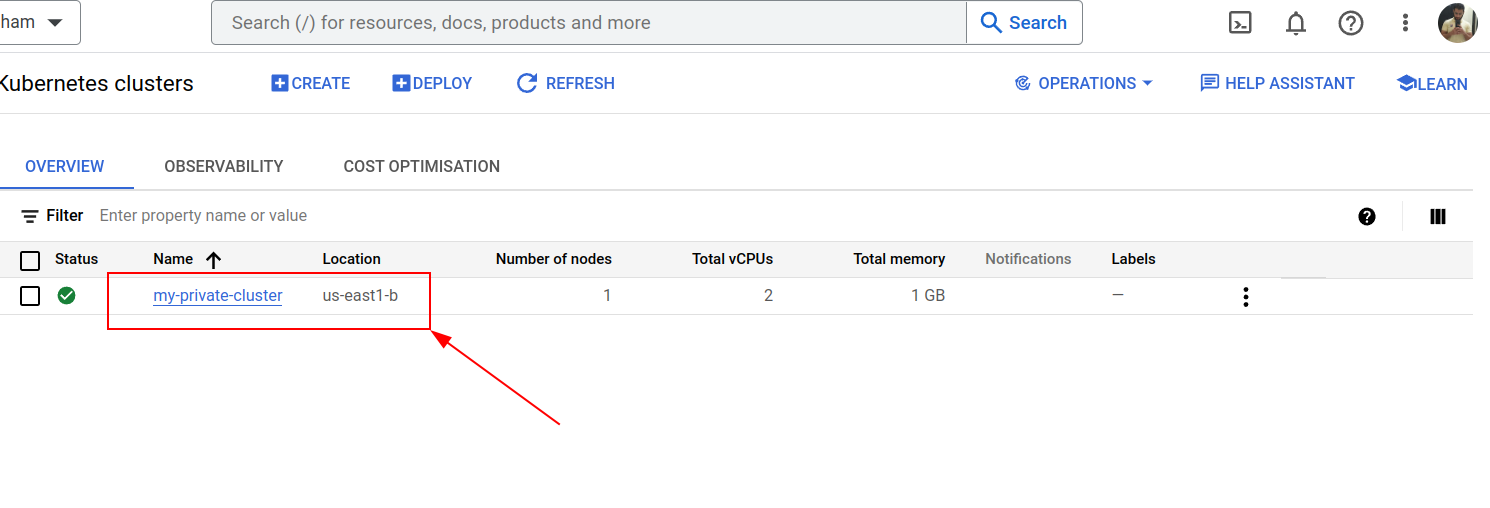 ham
Search (/) for resources, docs, products and more
Search
Kubernetes clusters
CREATE
DEPLOY
REFRESH
OPERATIONS
HELP ASSISTANT
LEARN
OVERVIEW
OBSERVABILITY
COST OPTIMISATION
Filter Enter property name or value
Status Name Location Number of nodes Total vCPUs Total memory Notifications Labels
my-private-cluster us-east1-b 1 2 1 GB —